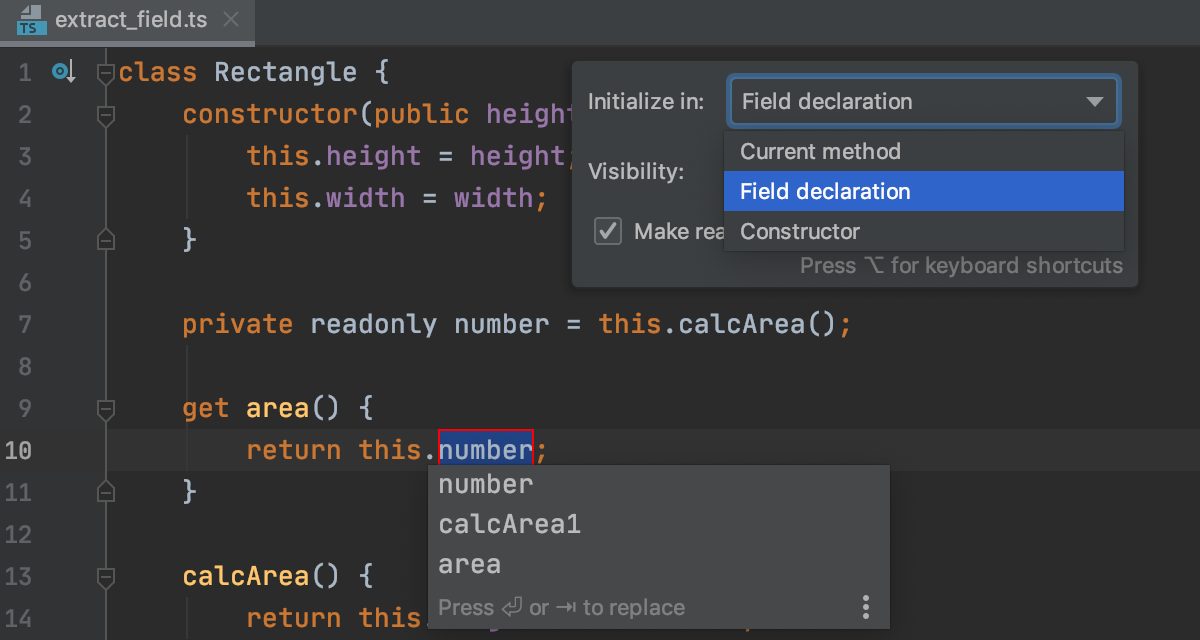 TS extract_field.ts
1 class Rectangle {
2 constructor(public height
3 this.height = height;
4 this.width = width;
5 }
6
7 private readonly number = this.calcArea();
8
9 get area() {
10 return this.number;
11 }
12
13 calcArea() {
14 return this.
Initialize in: Field declaration
Current method
Visibility:
Field declaration
Make rea
Constructor
Press ⌥ for keyboard shortcuts
number
calcArea1
area
Press ⏎ or ⇥ to replace